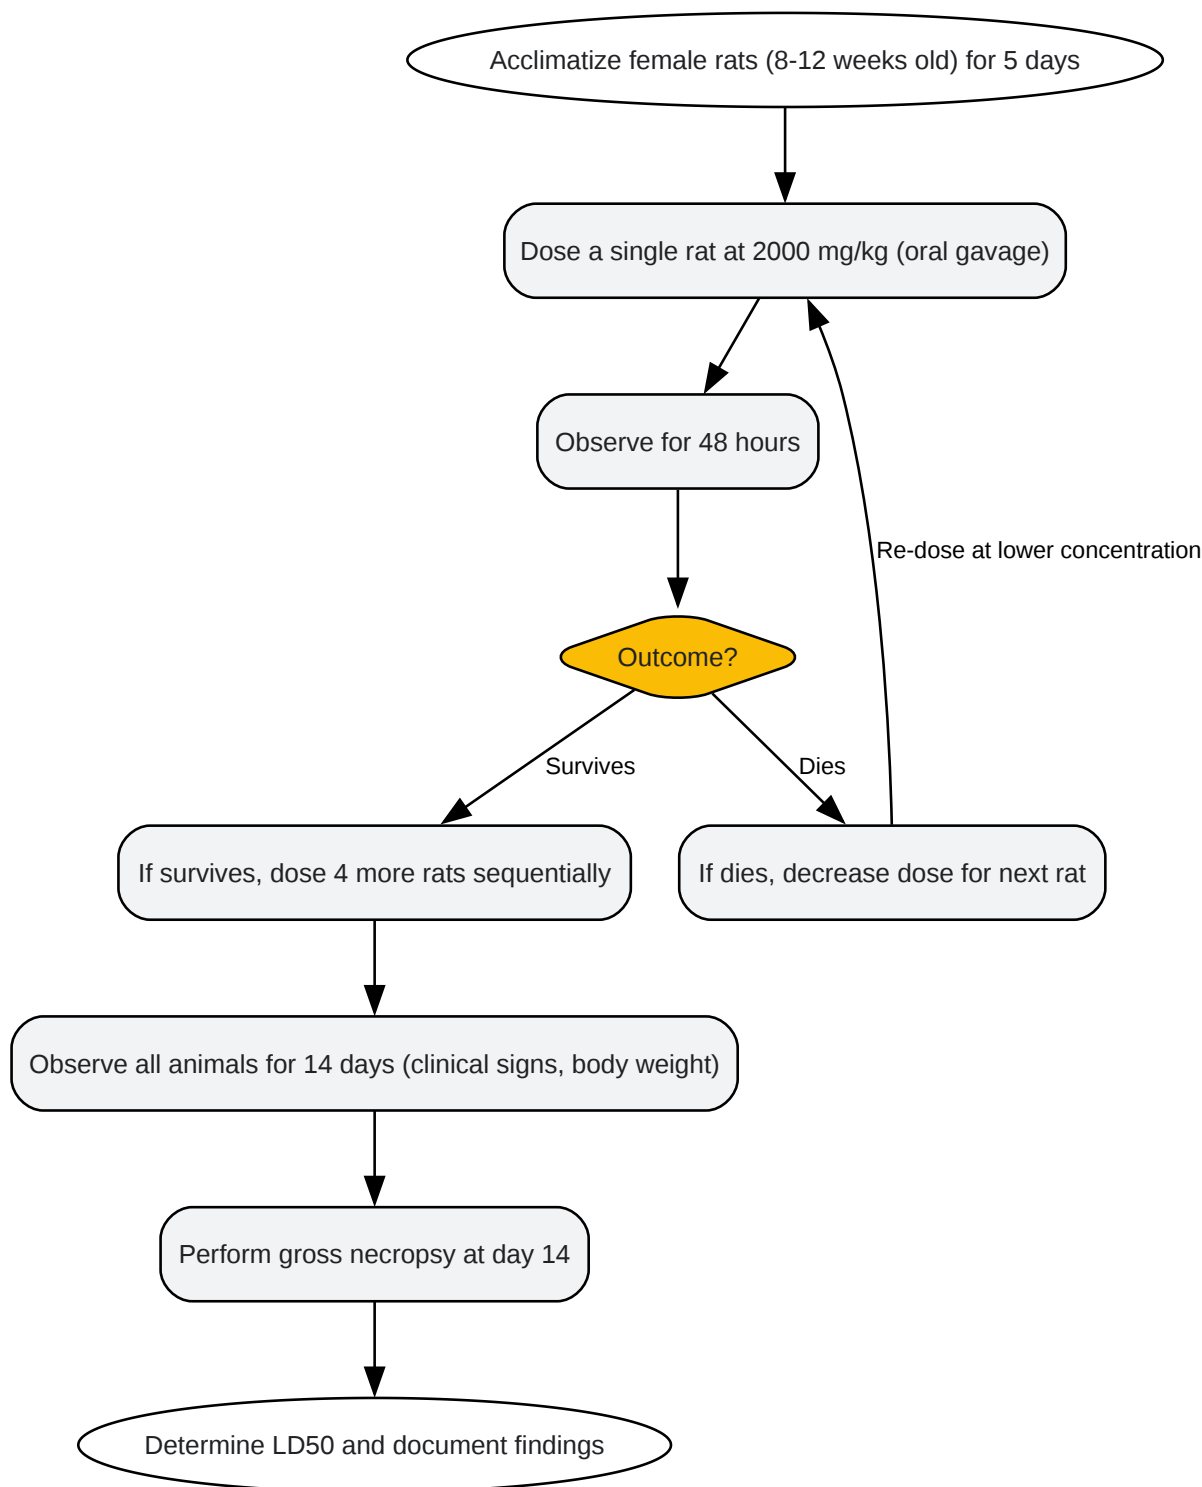 Acclimatize female rats (8-12 weeks old) for 5 days
Dose a single rat at 2000 mg/kg (oral gavage)
Observe for 48 hours
Re-dose at lower concentration
Outcome?
Survives
Dies
If survives, dose 4 more rats sequentially
If dies, decrease dose for next rat
Observe all animals for 14 days (clinical signs, body weight)
Perform gross necropsy at day 14
Determine LD50 and document findings